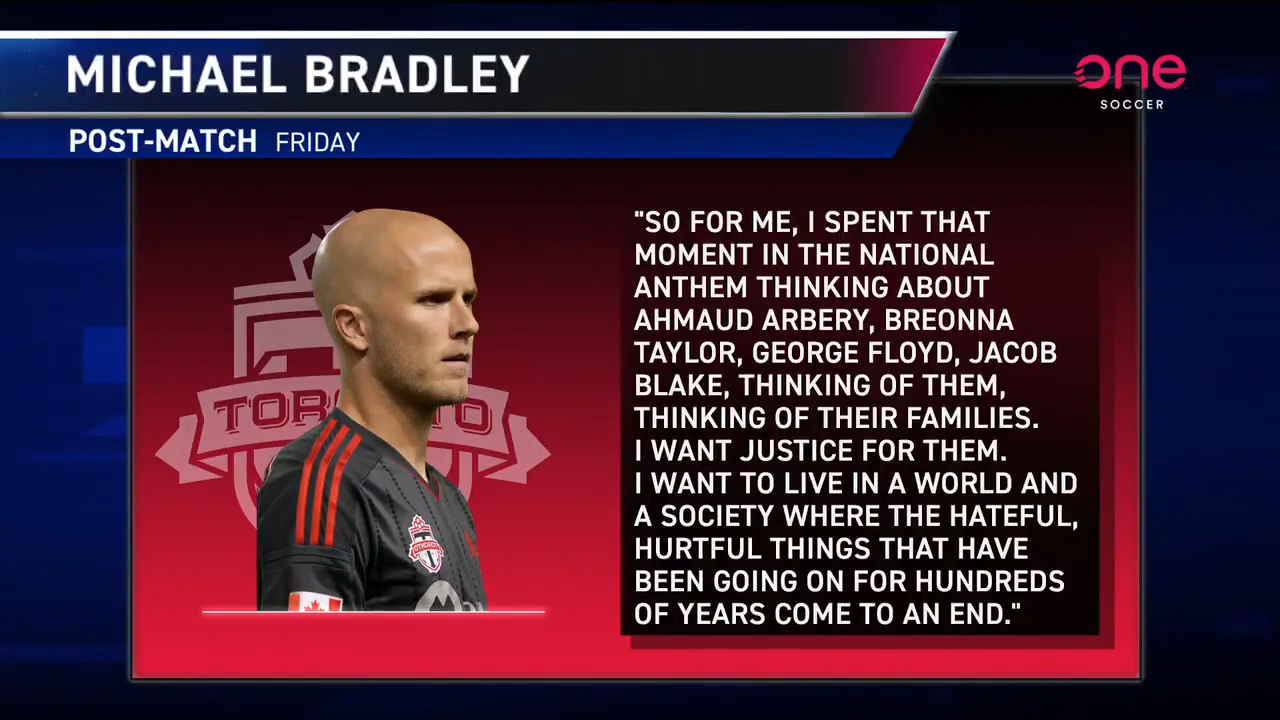 MICHAEL BRADLEY
one
SOCCER
POST-MATCH FRIDAY
"SO FOR ME, I SPENT THAT
MOMENT IN THE NATIONAL
ANTHEM THINKING ABOUT
AHMAUD ARBERY, BREONNA
TAYLOR, GEORGE FLOYD, JACOB
BLAKE, THINKING OF THEM,
THINKING OF THEIR FAMILIES.
I WANT JUSTICE FOR THEM.
I WANT TO LIVE IN A WORLD AND
A SOCIETY WHERE THE HATEFUL,
HURTFUL THINGS THAT HAVE
BEEN GOING ON FOR HUNDREDS
OF YEARS COME TO AN END."